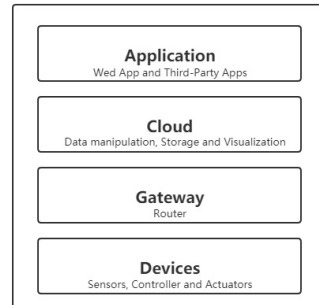 Application
Wed App and Third-Party Apps
Cloud
Data manipulation, Storage and Visualization
Gateway
Router
Devices
Sensors, Controller and Actuators